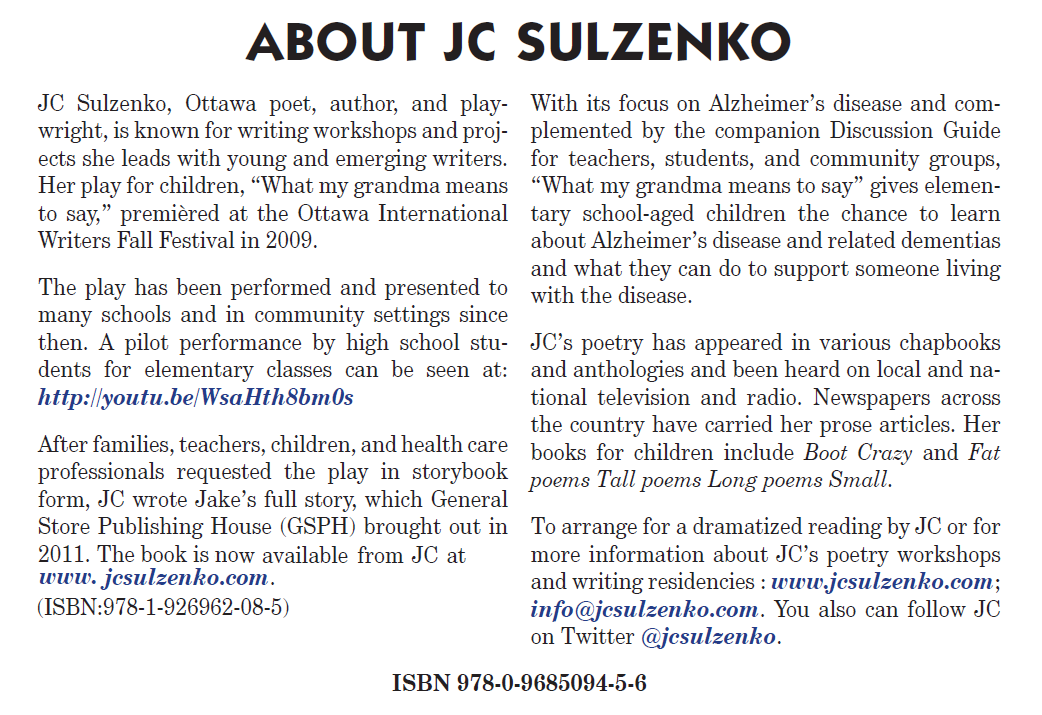 ABOUT JC SULZENKO
JC Sulzenko, Ottawa poet, author, and play-
wright, is known for writing workshops and proj-
ects she leads with young and emerging writers.
Her play for children, “What my grandma means
to say,” premièred at the Ottawa International
Writers Fall Festival in 2009.
The play has been performed and presented to
many schools and in community settings since
then. A pilot performance by high school stu-
dents for elementary classes can be seen at:
http://youtu.be/WsaHth8bm0s
After families, teachers, children, and health care
professionals requested the play in storybook
form, JC wrote Jake’s full story, which General
Store Publishing House (GSPH) brought out in
2011. The book is now available from JC at
www. jcsulzenko.com.
(ISBN:978-1-926962-08-5)
With its focus on Alzheimer’s disease and com-
plemented by the companion Discussion Guide
for teachers, students, and community groups,
“What my grandma means to say” gives elemen-
tary school-aged children the chance to learn
about Alzheimer’s disease and related dementias
and what they can do to support someone living
with the disease.
JC’s poetry has appeared in various chapbooks
and anthologies and been heard on local and na-
tional television and radio. Newspapers across
the country have carried her prose articles. Her
books for children include Boot Crazy and Fat
poems Tall poems Long poems Small.
To arrange for a dramatized reading by JC or for
more information about JC’s poetry workshops
and writing residencies : www.jcsulzenko.com;
info@jcsulzenko.com. You also can follow JC
on Twitter @jcsulzenko.
ISBN 978-0-9685094-5-6